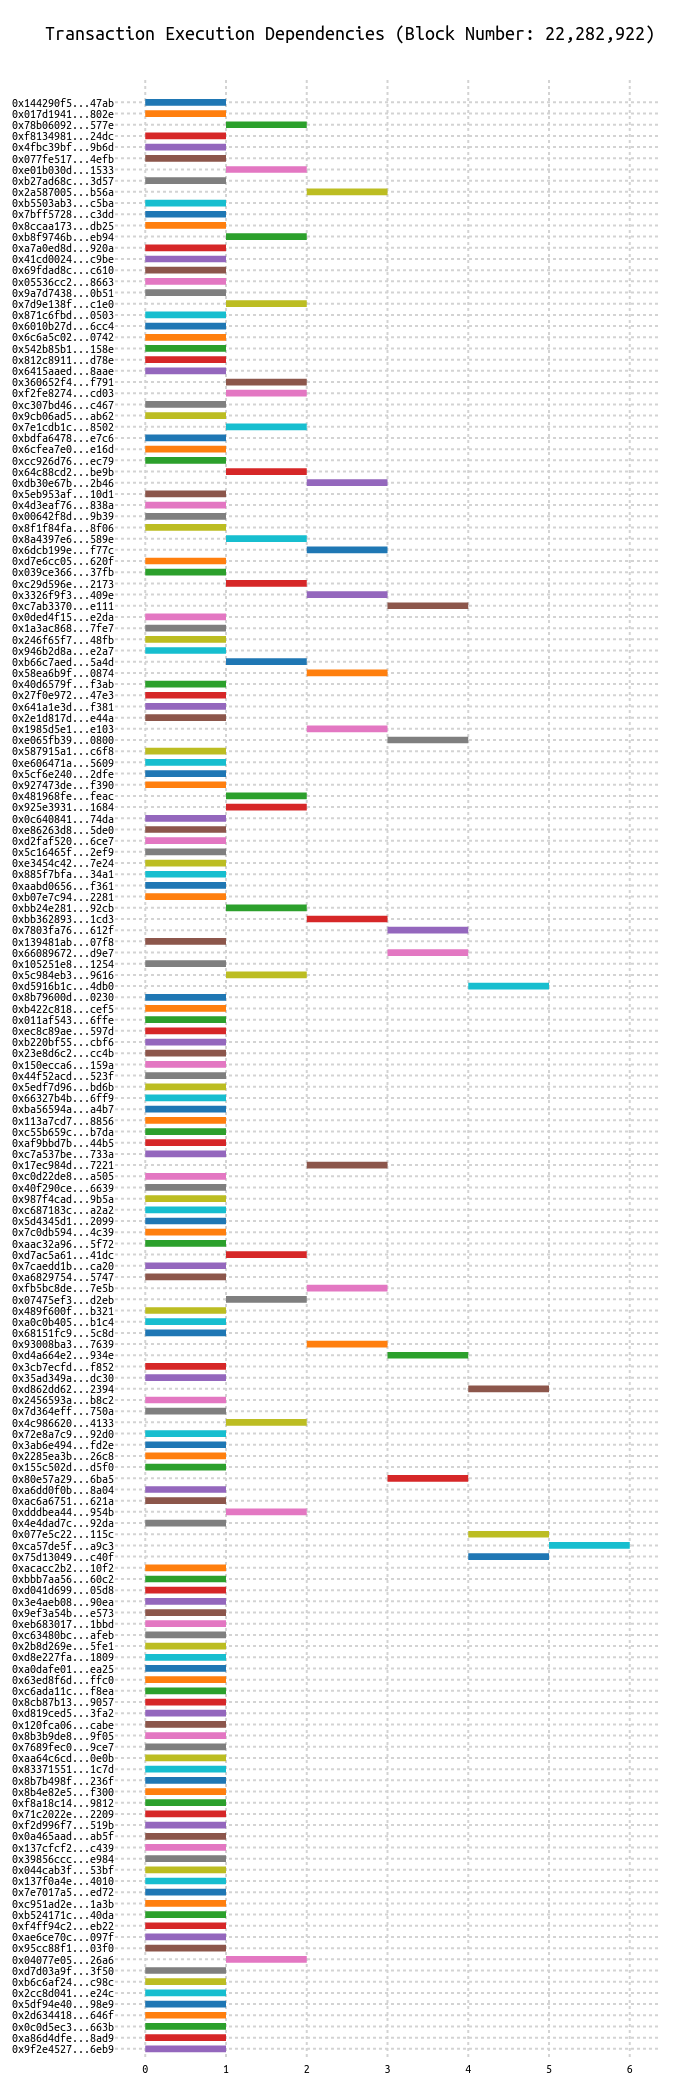 Transaction Execution Dependencies (Block Number: 22,282,922)
0x144290f5...47ab
0x017d1941...802e
0x78b06092...577e
0xf8134981...24dc
0x4fbc39bf...9b6d
0x077fe517...4efb
0xe01b030d...1533
0xb27ad68c...3d57
0x2a587005...b56a
0xb5503ab3...c5ba
0x7bff5728...c3dd
0x8ccaa173...db25
0xb8f9746b...eb94
0xa7a0ed8d...920a
0x41cd0024...c9be
0x69fdad8c...c610
0x05536cc2...8663
0x9a7d7438...0b51
0x7d9e138f...c1e0
0x871c6fbd...0503
0x6010b27d...6cc4
0x6c6a5c02...0742
0x542b85b1...158e
0x812c8911...d78e
0x6415aaed...8aae
0x360652f4...f791
0xf2fe8274...cd03
0xc307bd46...c467
0x9cb06ad5...ab62
0x7e1cdb1c...8502
0xbdfa6478...e7c6
0x6cfea7e0...e16d
0xcc926d76...ec79
0x64c88cd2...be9b
0xdb30e67b...2b46
0x5eb953af...10d1
0x4d3eaf76...838a
0x00642f8d...9b39
0x8f1f84fa...8f06
0x8a4397e6...589e
0x6dcb199e...f77c
0xd7e6cc05...620f
0x039ce366...37fb
0xc29d596e...2173
0x3326f9f3...409e
0xc7ab3370...e111
0x0ded4f15...e2da
0x1a3ac868...7fe7
0x246f65f7...48fb
0x946b2d8a...e2a7
0xb66c7aed...5a4d
0x58ea6b9f...0874
0x40d6579f...f3ab
0x27f0e972...47e3
0x641a1e3d...f381
0x2e1d817d...e44a
0x1985d5e1...e103
0xe065fb39...0800
0x587915a1...c6f8
0xe606471a...5609
0x5cf6e240...2dfe
0x927473de...f390
0x481968fe...feac
0x925e3931...1684
0x0c640841...74da
0xe86263d8...5de0
0xd2faf520...6ce7
0x5c16465f...2ef9
0xe3454c42...7e24
0x885f7bfa...34a1
0xaabd0656...f361
0xb07e7c94...2281
0xbb24e281...92cb
0xbb362893...1cd3
0x7803fa76...612f
0x139481ab...07f8
0x66089672...d9e7
0x105251e8...1254
0x5c984eb3...9616
0xd5916b1c...4db0
0x8b79600d...0230
0xb422c818...cef5
0x011af543...6ffe
0xec8c89ae...597d
0xb220bf55...cbf6
0x23e8d6c2...cc4b
0x150ecca6...159a
0x44f52acd...523f
0x5edf7d96...bd6b
0x66327b4b...6ff9
0xba56594a...a4b7
0x113a7cd7...8856
0xc55b659c...b7da
0xaf9bbd7b...44b5
0xc7a537be...733a
0x17ec984d...7221
0xc0d22de8...a505
0x40f290ce...6639
0x987f4cad...9b5a
0xc687183c...a2a2
0x5d4345d1...2099
0x7c0db594...4c39
0xaac32a96...5f72
0xd7ac5a61...41dc
0x7caedd1b...ca20
0xa6829754...5747
0xfb5bc8de...7e5b
0x07475ef3...d2eb
0x489f600f...b321
0xa0c0b405...b1c4
0x68151fc9...5c8d
0x93008ba3...7639
0xd4a664e2...934e
0x3cb7ecfd...f852
0x35ad349a...dc30
0xd862dd62...2394
0x2456593a...b8c2
0x7d364eff...750a
0x4c986620...4133
0x72e8a7c9...92d0
0x3ab6e494...fd2e
0x2285ea3b...26c8
0x155c502d...d5f0
0x80e57a29...6ba5
0xa6dd0f0b...8a04
0xac6a6751...621a
0xdddbea44...954b
0x4e4dad7c...92da
0x077e5c22...115c
0xca57de5f...a9c3
0x75d13049...c40f
0xacacc2b2...10f2
0xbbb7aa56...60c2
0xd041d699...05d8
0x3e4aeb08...90ea
0x9ef3a54b...e573
0xeb683017...1bbd
0xc63480bc...afeb
0x2b8d269e...5fe1
0xd8e227fa...1809
0xa0dafe01...ea25
0x63ed8f6d...ffc0
0xc6ada11c...f8ea
0x8cb87b13...9057
0xd819ced5...3fa2
0x120fca06...cabe
0x8b3b9de8...9f05
0x7689fec0...9ce7
0xaa64c6cd...0e0b
0x83371551...1c7d
0x8b7b498f...236f
0x8b4e82e5...f300
0xf8a18c14...9812
0x71c2022e...2209
0xf2d996f7...519b
0x0a465aad...ab5f
0x137cfcf2...c439
0x39856ccc...e984
0x044cab3f...53bf
0x137f0a4e...4010
0x7e7017a5...ed72
0xc951ad2e...1a3b
0xb524171c...40da
0xf4ff94c2...eb22
0xae6ce70c...097f
0x95cc88f1...03f0
0x04077e05...26a6
0xd7d03a9f...3f50
0xb6c6af24...c98c
0x2cc8d041...e24c
0x5df94e40...98e9
0x2d634418...646f
0x0c0d5ec3...663b
0xa86d4dfe...8ad9
0x9f2e4527...6eb9
0 1 2 3 4 5 6